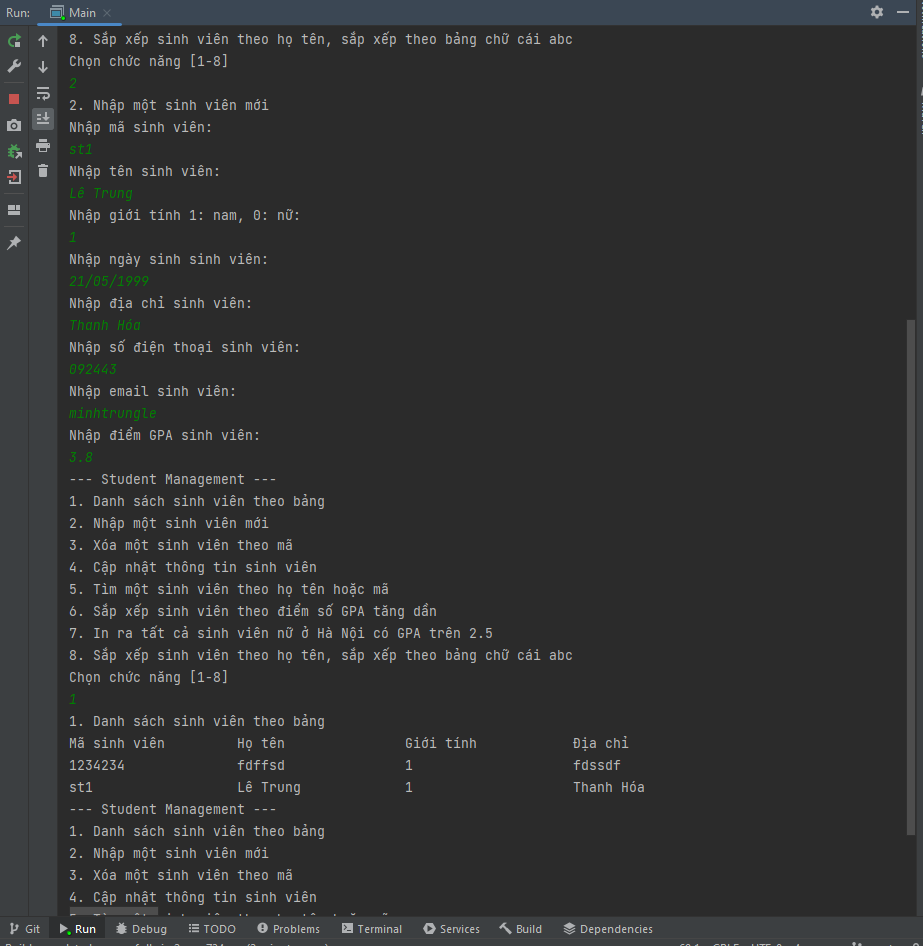 Run: Main
8. Sắp xếp sinh viên theo họ tên, sắp xếp theo bảng chữ cái abc
Chọn chức năng [1-8]
2
2. Nhập một sinh viên mới
Nhập mã sinh viên:
st1
Nhập tên sinh viên:
Lê Trung
Nhập giới tính 1: nam, 0: nữ:
1
Nhập ngày sinh sinh viên:
21/05/1999
Nhập địa chỉ sinh viên:
Thanh Hóa
Nhập số điện thoại sinh viên:
092443
Nhập email sinh viên:
minhtrungle
Nhập điểm GPA sinh viên:
3.8
--- Student Management ---
1. Danh sách sinh viên theo bảng
2. Nhập một sinh viên mới
3. Xóa một sinh viên theo mã
4. Cập nhật thông tin sinh viên
5. Tìm một sinh viên theo họ tên hoặc mã
6. Sắp xếp sinh viên theo điểm số GPA tăng dần
7. In ra tất cả sinh viên nữ ở Hà Nội có GPA trên 2.5
8. Sắp xếp sinh viên theo họ tên, sắp xếp theo bảng chữ cái abc
Chọn chức năng [1-8]
1
1. Danh sách sinh viên theo bảng
Mã sinh viên Họ tên Giới tính Địa chỉ
1234234 fdffsd 1 fdssdf
st1 Lê Trung 1 Thanh Hóa
--- Student Management ---
1. Danh sách sinh viên theo bảng
2. Nhập một sinh viên mới
3. Xóa một sinh viên theo mã
4. Cập nhật thông tin sinh viên
Git Run Debug TODO Problems Terminal Services Build Dependencies